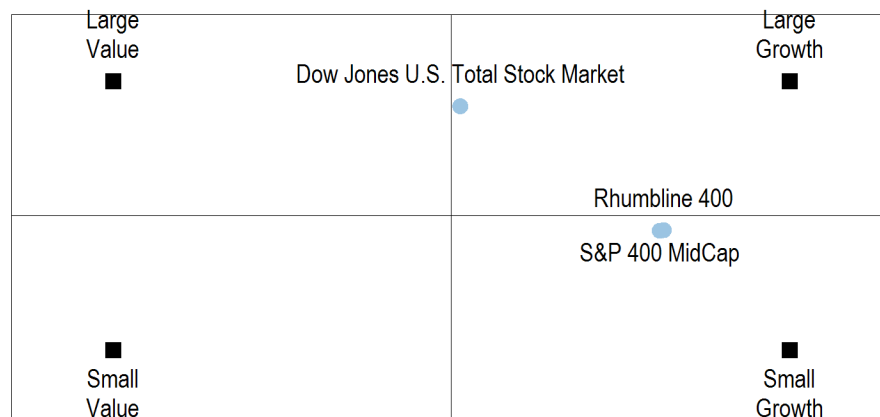 Large
Value
Large
Growth
Dow Jones U.S. Total Stock Market
Rhumbline 400
S&P 400 MidCap
Small
Value
Small
Growth